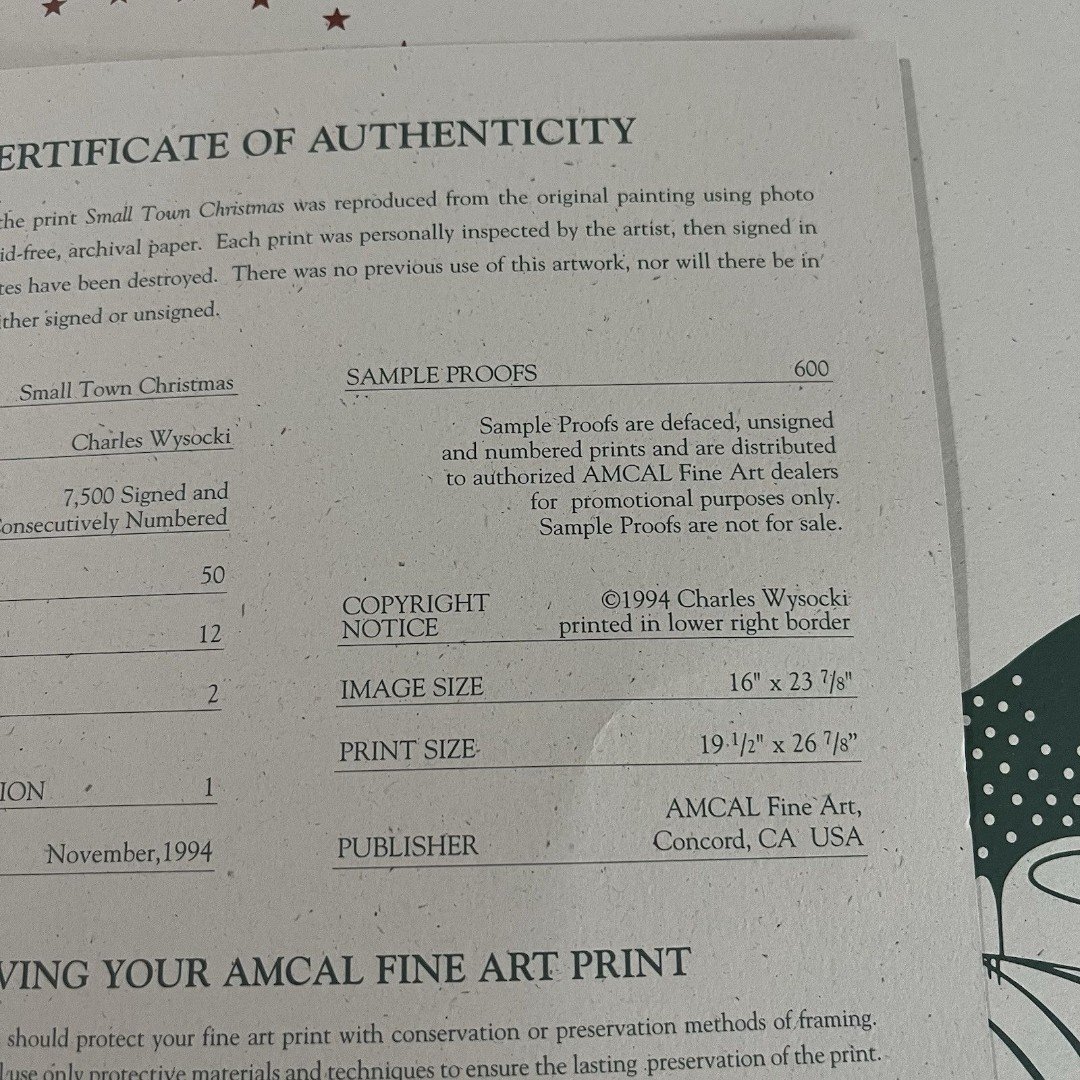 ERTIFICATE OF AUTHENTICITY
the print Small Town Christmas was reproduced from the original painting using photo
id-free, archival paper. Each print was personally inspected by the artist, then signed in
tes have been destroyed. There was no previous use of this artwork, nor will there be in
ither signed or unsigned.
Small Town Christmas
Charles Wysocki
7,500 Signed and
Consecutively Numbered
50
12
2
ION 1
November,1994
SAMPLE PROOFS 600
Sample Proofs are defaced, unsigned
and numbered prints and are distributed
to authorized AMCAL Fine Art dealers
for promotional purposes only.
Sample Proofs are not for sale.
COPYRIGHT ©1994 Charles Wysocki
NOTICE printed in lower right border
IMAGE SIZE 16" x 23 7/8"
PRINT SIZE 19 1/2" x 26 7/8"
AMCAL Fine Art,
PUBLISHER Concord, CA USA
VING YOUR AMCAL FINE ART PRINT
should protect your fine art print with conservation or preservation methods of framing.
use only protective materials and techniques to ensure the lasting preservation of the print.